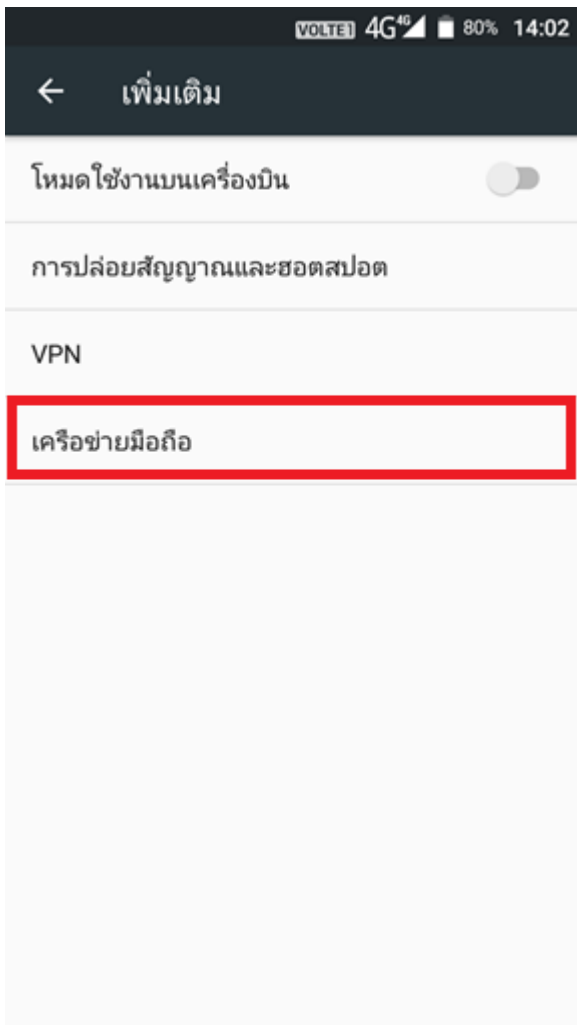 VOLTE1 4G 4G 80% 14:02
เพิ่มเติม
โหมดใช้งานบนเครื่องบิน
การปล่อยสัญญาณและฮอตสปอต
VPN
เครือข่ายมือถือ